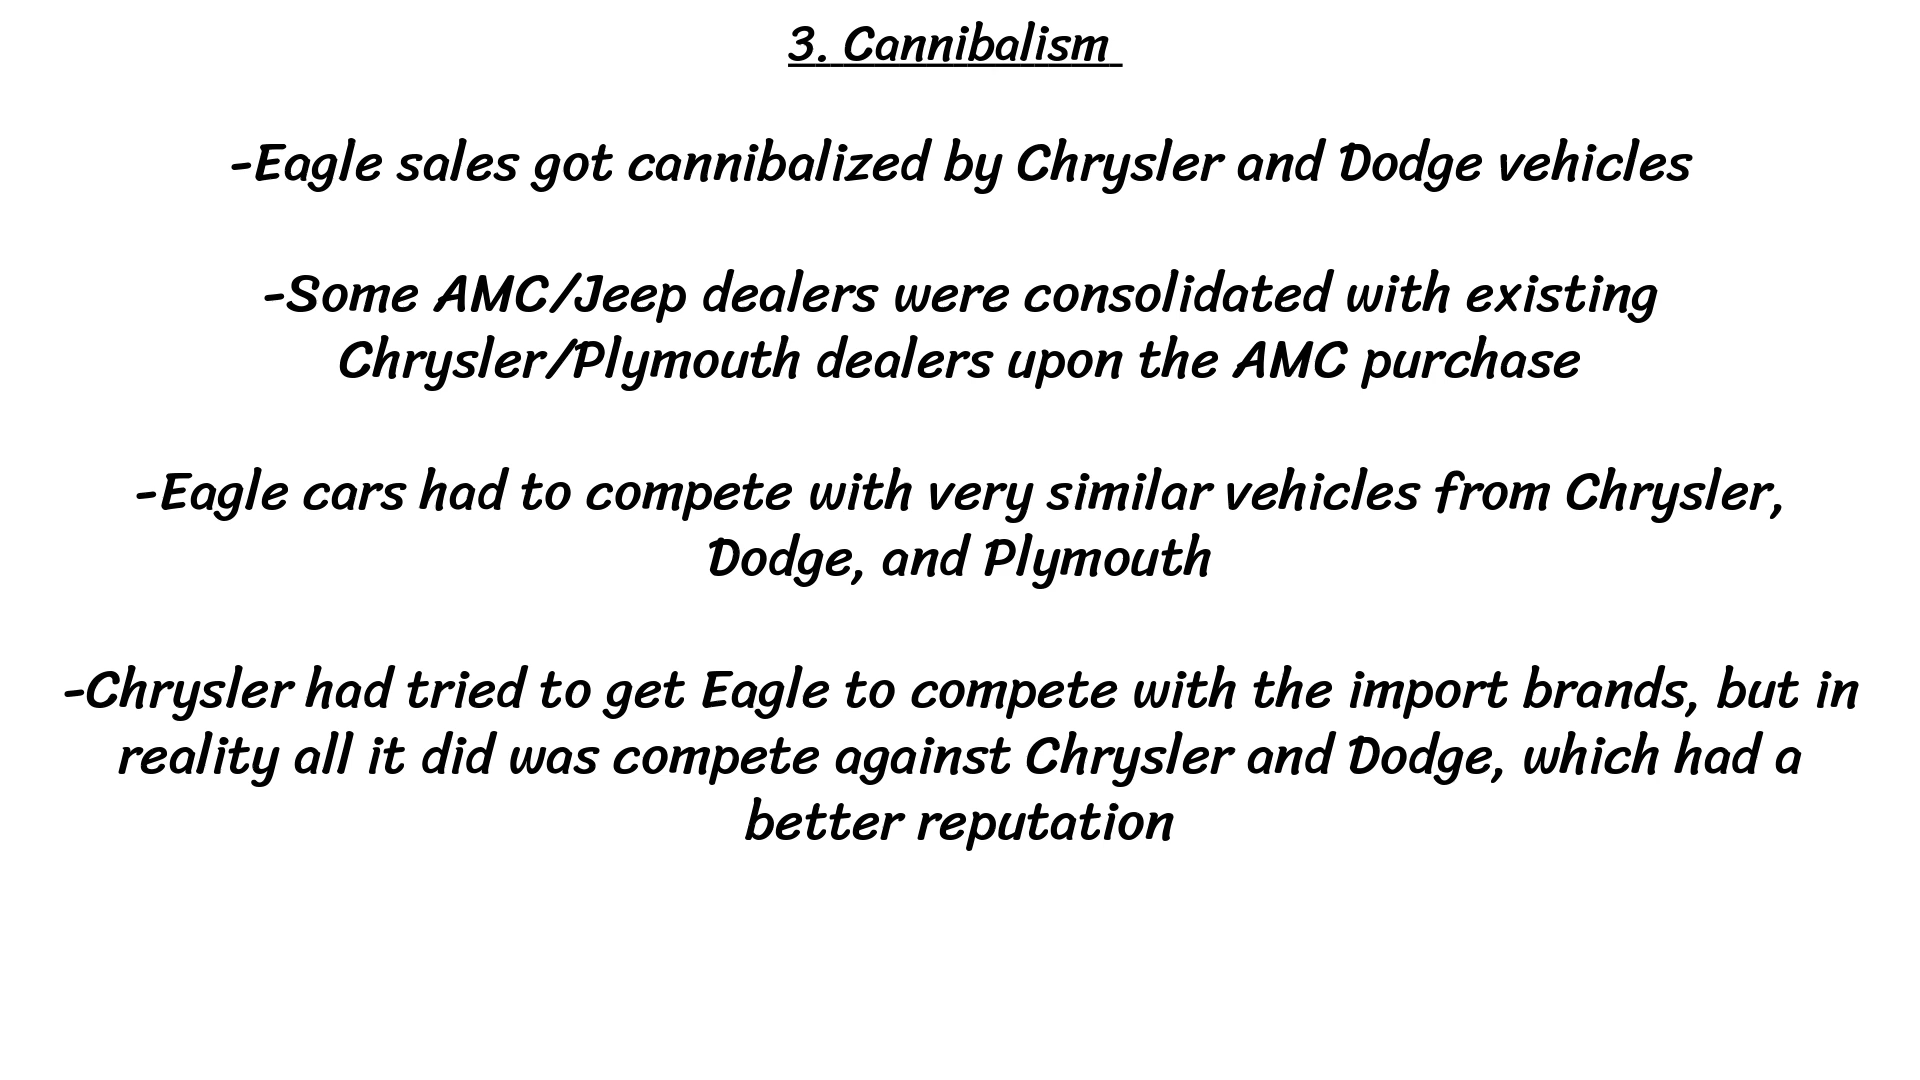 3. Cannibalism
-Eagle sales got cannibalized by Chrysler and Dodge vehicles
-Some AMC/Jeep dealers were consolidated with existing
Chrysler/Plymouth dealers upon the AMC purchase
-Eagle cars had to compete with very similar vehicles from Chrysler,
Dodge, and Plymouth
-Chrysler had tried to get Eagle to compete with the import brands, but in
reality all it did was compete against Chrysler and Dodge, which had a
better reputation